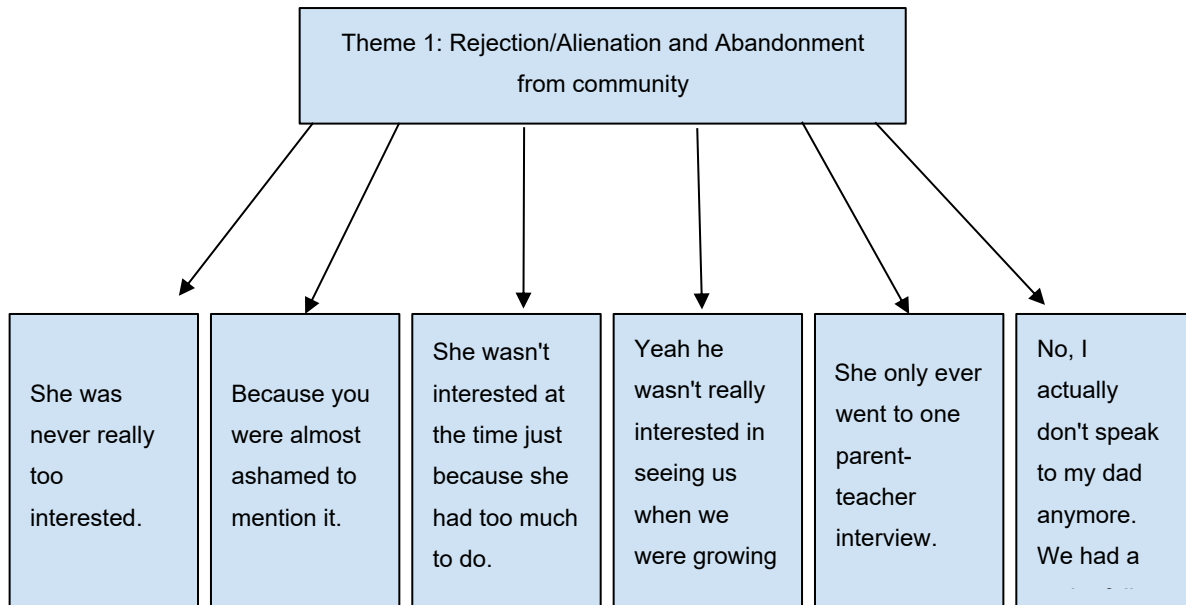 Theme 1: Rejection/Alienation and Abandonment
from community
She was
never really
too
interested.
Because you
were almost
ashamed to
mention it.
She wasn't
interested at
the time just
because she
had too much
to do.
Yeah he
wasn't really
interested in
seeing us
when we
were growing
She only ever
went to one
parent-
teacher
interview.
No, I
actually
don't speak
to my dad
anymore.
We had a